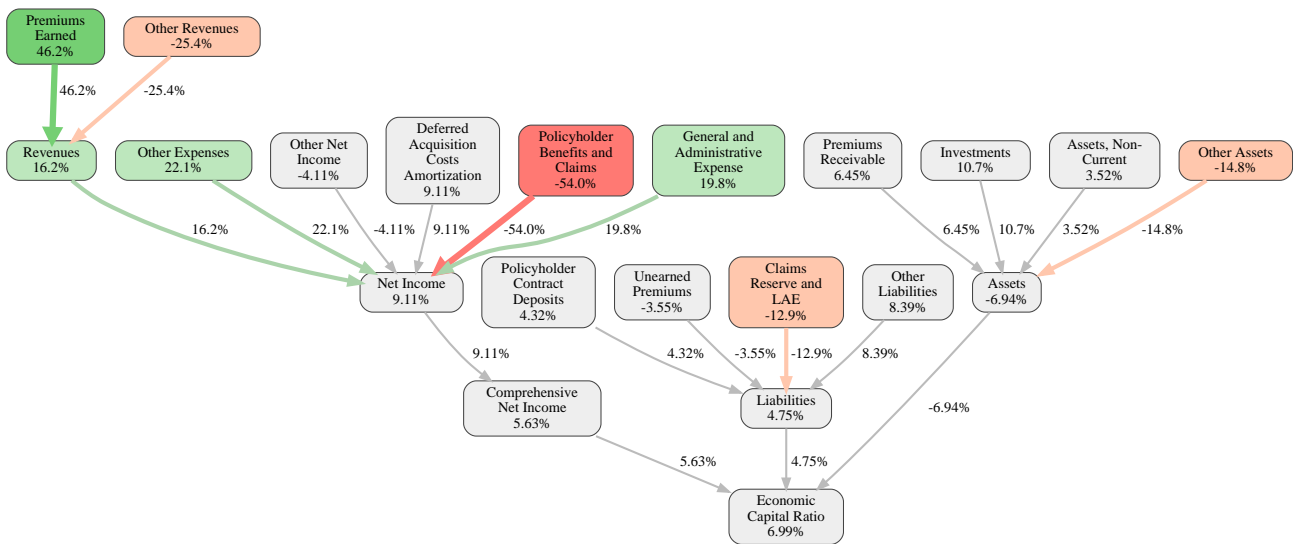 Premiums
Earned
46.2%
Other Revenues
-25.4%
46.2%
-25.4%
Revenues
16.2%
Other Expenses
22.1%
Other Net
Income
-4.11%
Deferred
Acquisition
Costs
Amortization
9.11%
Policyholder
Benefits and
Claims
-54.0%
General and
Administrative
Expense
19.8%
Premiums
Receivable
6.45%
Investments
10.7%
Assets, Non-
Current
3.52%
Other Assets
-14.8%
16.2%
22.1%
-4.11%
9.11%
-54.0%
19.8%
6.45%
10.7%
3.52%
-14.8%
Net Income
9.11%
Policyholder
Contract
Deposits
4.32%
Unearned
Premiums
-3.55%
Claims
Reserve and
LAE
-12.9%
Other
Liabilities
8.39%
Assets
-6.94%
9.11%
4.32%
-3.55%
-12.9%
8.39%
Comprehensive
Net Income
5.63%
Liabilities
4.75%
-6.94%
5.63%
4.75%
Economic
Capital Ratio
6.99%